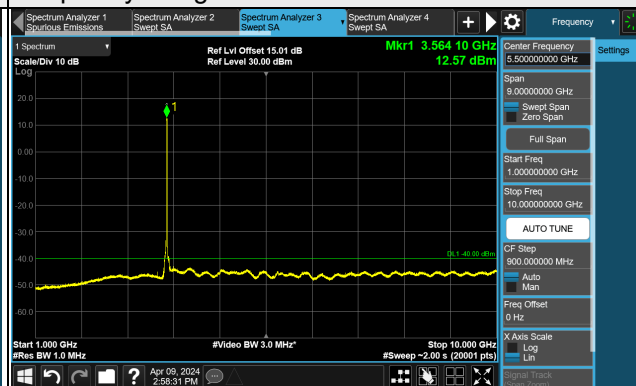 Spectrum Analyzer 1
Spurious Emissions
Spectrum Analyzer 2
Swept SA
Spectrum Analyzer 3
Swept SA
Spectrum Analyzer 4
Swept SA
Frequency
1 Spectrum
Scale/Div 10 dB
Log
Ref Lvl Offset 15.01 dB
Ref Level 30.00 dBm
Mkr1 3.564 10 GHz
12.57 dBm
1
20.0
10.0
0.00
-10.0
-20.0
-30.0
-40.0
-50.0
-60.0
DL1 -40.00 dBm
Start 1.000 GHz
#Res BW 1.0 MHz
#Video BW 3.0 MHz*
Stop 10.000 GHz
#Sweep ~2.00 s (20001 pts)
Center Frequency
5.500000000 GHz
Settings
Span
9.00000000 GHz
Swept Span
Zero Span
Full Span
Start Freq
1.000000000 GHz
Stop Freq
10.000000000 GHz
AUTO TUNE
CF Step
900.000000 MHz
Auto
Man
Freq Offset
0 Hz
X Axis Scale
Log
Lin
Signal Track
(Span Zoom)
Apr 09, 2024
2:58:31 PM